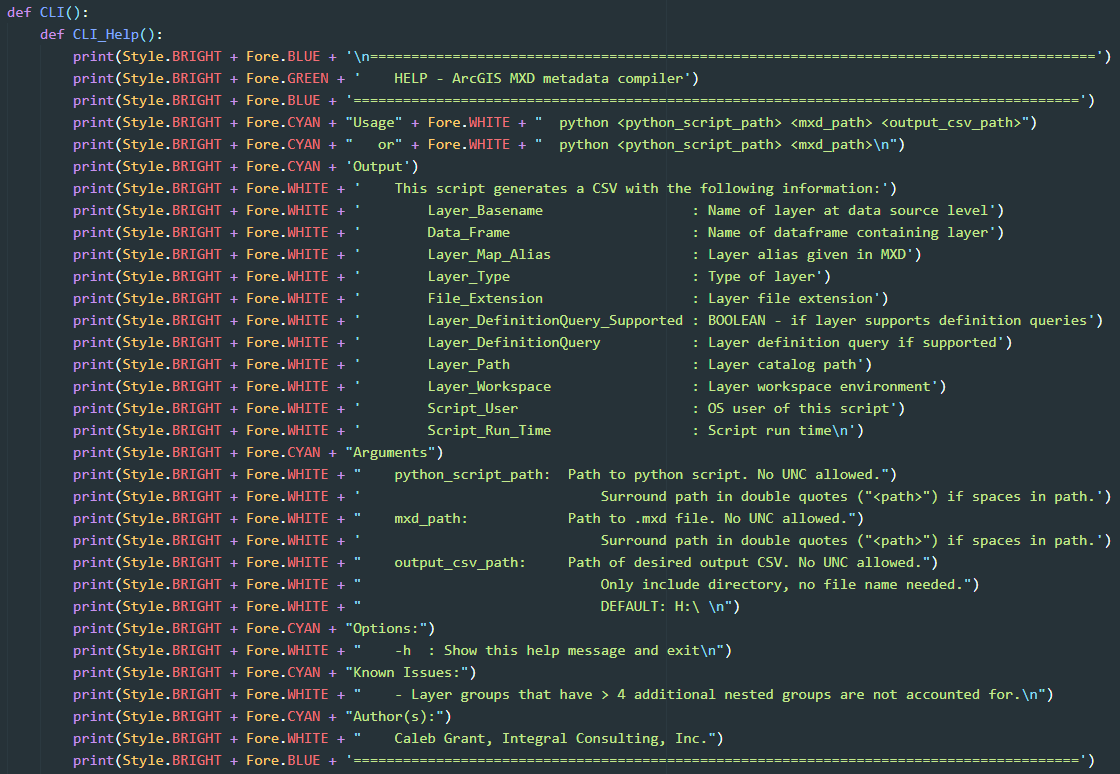 def CLI():
    def CLI_Help():
        print(Style.BRIGHT + Fore.BLUE + '\n========================================================================================')
        print(Style.BRIGHT + Fore.GREEN + '    HELP - ArcGIS MXD metadata compiler')
        print(Style.BRIGHT + Fore.BLUE + '========================================================================================')
        print(Style.BRIGHT + Fore.CYAN + "Usage" + Fore.WHITE + "  python <python_script_path> <mxd_path> <output_csv_path>")
        print(Style.BRIGHT + Fore.CYAN + "   or" + Fore.WHITE + "  python <python_script_path> <mxd_path>\n")
        print(Style.BRIGHT + Fore.CYAN + 'Output')
        print(Style.BRIGHT + Fore.WHITE + '    This script generates a CSV with the following information:')
        print(Style.BRIGHT + Fore.WHITE + '        Layer_Basename                  : Name of layer at data source level')
        print(Style.BRIGHT + Fore.WHITE + '        Data_Frame                      : Name of dataframe containing layer')
        print(Style.BRIGHT + Fore.WHITE + '        Layer_Map_Alias                 : Layer alias given in MXD')
        print(Style.BRIGHT + Fore.WHITE + '        Layer_Type                      : Type of layer')
        print(Style.BRIGHT + Fore.WHITE + '        File_Extension                  : Layer file extension')
        print(Style.BRIGHT + Fore.WHITE + '        Layer_DefinitionQuery_Supported : BOOLEAN - if layer supports definition queries')
        print(Style.BRIGHT + Fore.WHITE + '        Layer_DefinitionQuery           : Layer definition query if supported')
        print(Style.BRIGHT + Fore.WHITE + '        Layer_Path                      : Layer catalog path')
        print(Style.BRIGHT + Fore.WHITE + '        Layer_Workspace                 : Layer workspace environment')
        print(Style.BRIGHT + Fore.WHITE + '        Script_User                     : OS user of this script')
        print(Style.BRIGHT + Fore.WHITE + '        Script_Run_Time                 : Script run time\n')
        print(Style.BRIGHT + Fore.CYAN + "Arguments")
        print(Style.BRIGHT + Fore.WHITE + "    python_script_path:  Path to python script. No UNC allowed.")
        print(Style.BRIGHT + Fore.WHITE + '                             Surround path in double quotes ("<path>") if spaces in path.')
        print(Style.BRIGHT + Fore.WHITE + "    mxd_path:            Path to .mxd file. No UNC allowed.")
        print(Style.BRIGHT + Fore.WHITE + '                             Surround path in double quotes ("<path>") if spaces in path.')
        print(Style.BRIGHT + Fore.WHITE + "    output_csv_path:     Path of desired output CSV. No UNC allowed.")
        print(Style.BRIGHT + Fore.WHITE + "                             Only include directory, no file name needed.")
        print(Style.BRIGHT + Fore.WHITE + "                             DEFAULT: H:\ \n")
        print(Style.BRIGHT + Fore.CYAN + "Options:")
        print(Style.BRIGHT + Fore.WHITE + "    -h  : Show this help message and exit\n")
        print(Style.BRIGHT + Fore.CYAN + "Known Issues:")
        print(Style.BRIGHT + Fore.WHITE + "    - Layer groups that have > 4 additional nested groups are not accounted for.\n")
        print(Style.BRIGHT + Fore.CYAN + "Author(s):")
        print(Style.BRIGHT + Fore.WHITE + "    Caleb Grant, Integral Consulting, Inc.")
        print(Style.BRIGHT + Fore.BLUE + '========================================================================================')